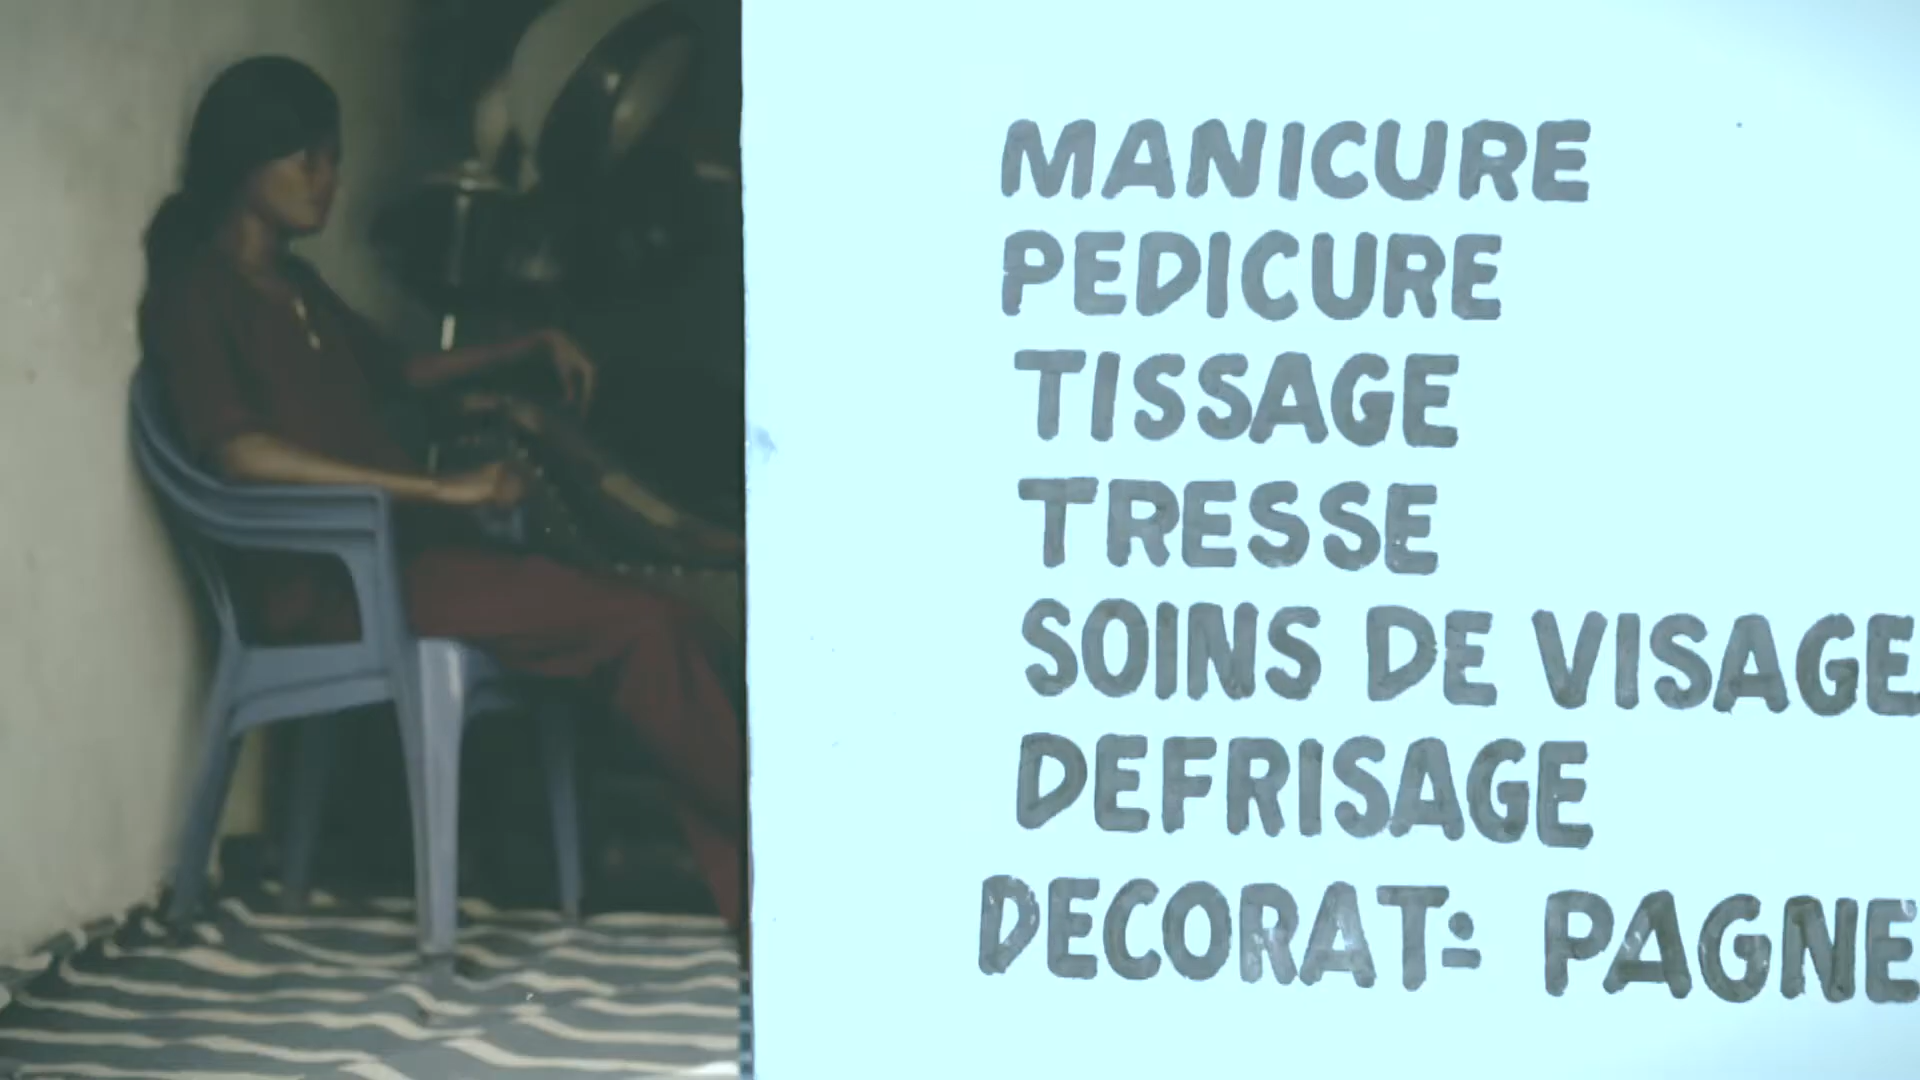 MANICURE
PEDICURE
TISSAGE
TRESSE
SOINS DE VISAGE
DEFRISAGE
DECORAT: PAGNE